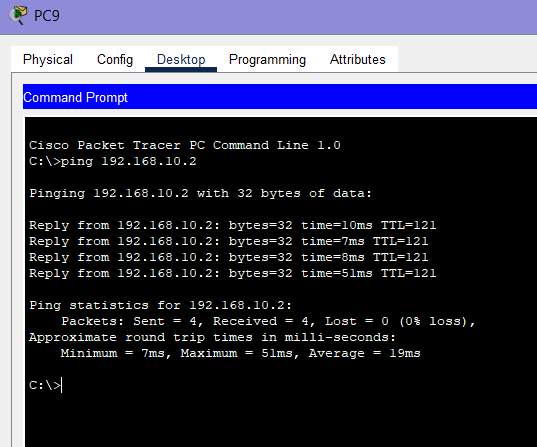 PC9
Physical Config Desktop Programming Attributes
Command Prompt
Cisco Packet Tracer PC Command Line 1.0
C:\>ping 192.168.10.2
Pinging 192.168.10.2 with 32 bytes of data:
Reply from 192.168.10.2: bytes=32 time=10ms TTL=121
Reply from 192.168.10.2: bytes=32 time=7ms TTL=121
Reply from 192.168.10.2: bytes=32 time=8ms TTL=121
Reply from 192.168.10.2: bytes=32 time=51ms TTL=121
Ping statistics for 192.168.10.2:
Packets: Sent = 4, Received = 4, Lost = 0 (0% loss),
Approximate round trip times in milli-seconds:
Minimum = 7ms, Maximum = 51ms, Average = 19ms
C:\>